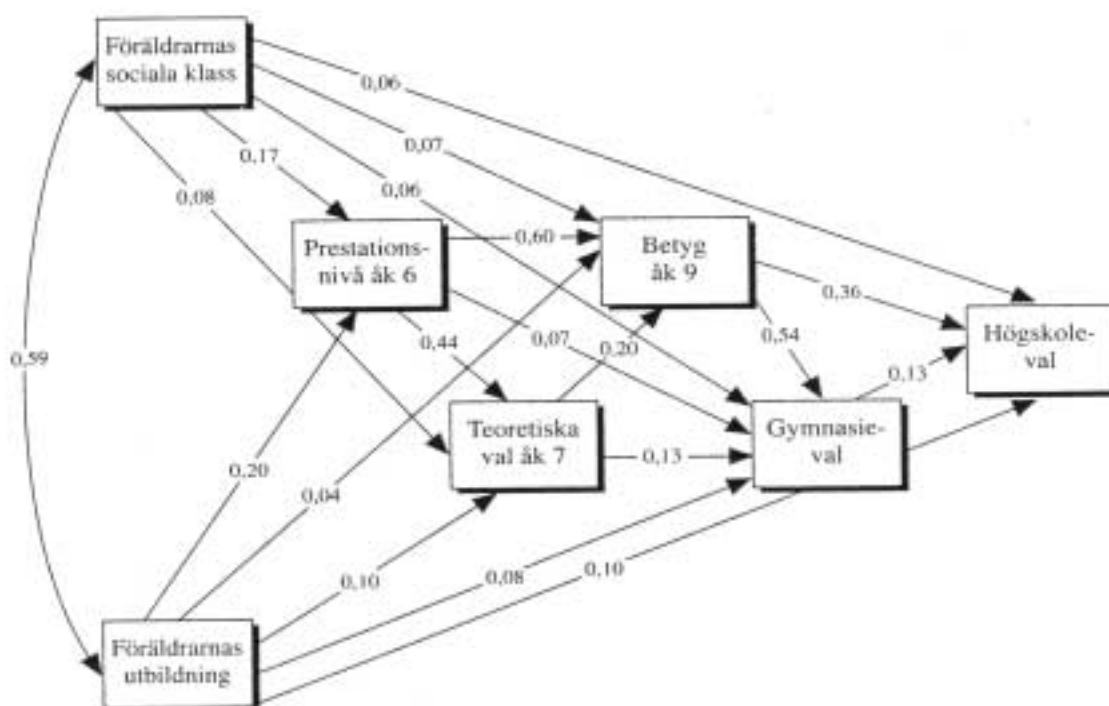 Föräldrarnas
sociala klass
0,06
0,07
0,17
0,06
0,08
Prestations-
nivå åk 6
0,60
Betyg
åk 9
0,36
Högskole-
val
0,59
0,44
0,07
0,20
0,54
0,13
Teoretiska
val åk 7
0,13
Gymnasie-
val
0,20
0,04
0,10
0,08
0,10
Föräldrarnas
utbildning